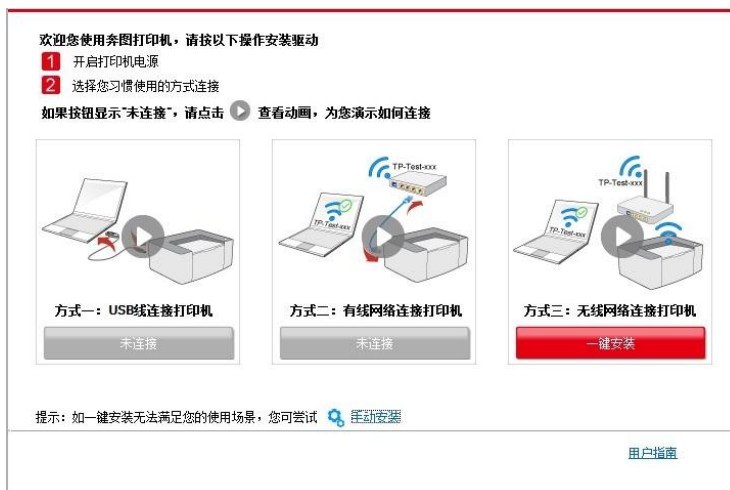 欢迎您使用奔图打印机，请按以下操作安装驱动
1 开启打印机电源
2 选择您习惯使用的方式连接
如果按钮显示"未连接"，请点击 查看动画，为您演示如何连接
TP-Test-xxx
TP-Test-xxx
方式一：USB线连接打印机
未连接
TP-Test-xxx
TP-Test-xxx
方式二：有线网络连接打印机
未连接
方式三：无线网络连接打印机
一键安装
提示：如一键安装无法满足您的使用场景，您可尝试 手动安装
用户指南